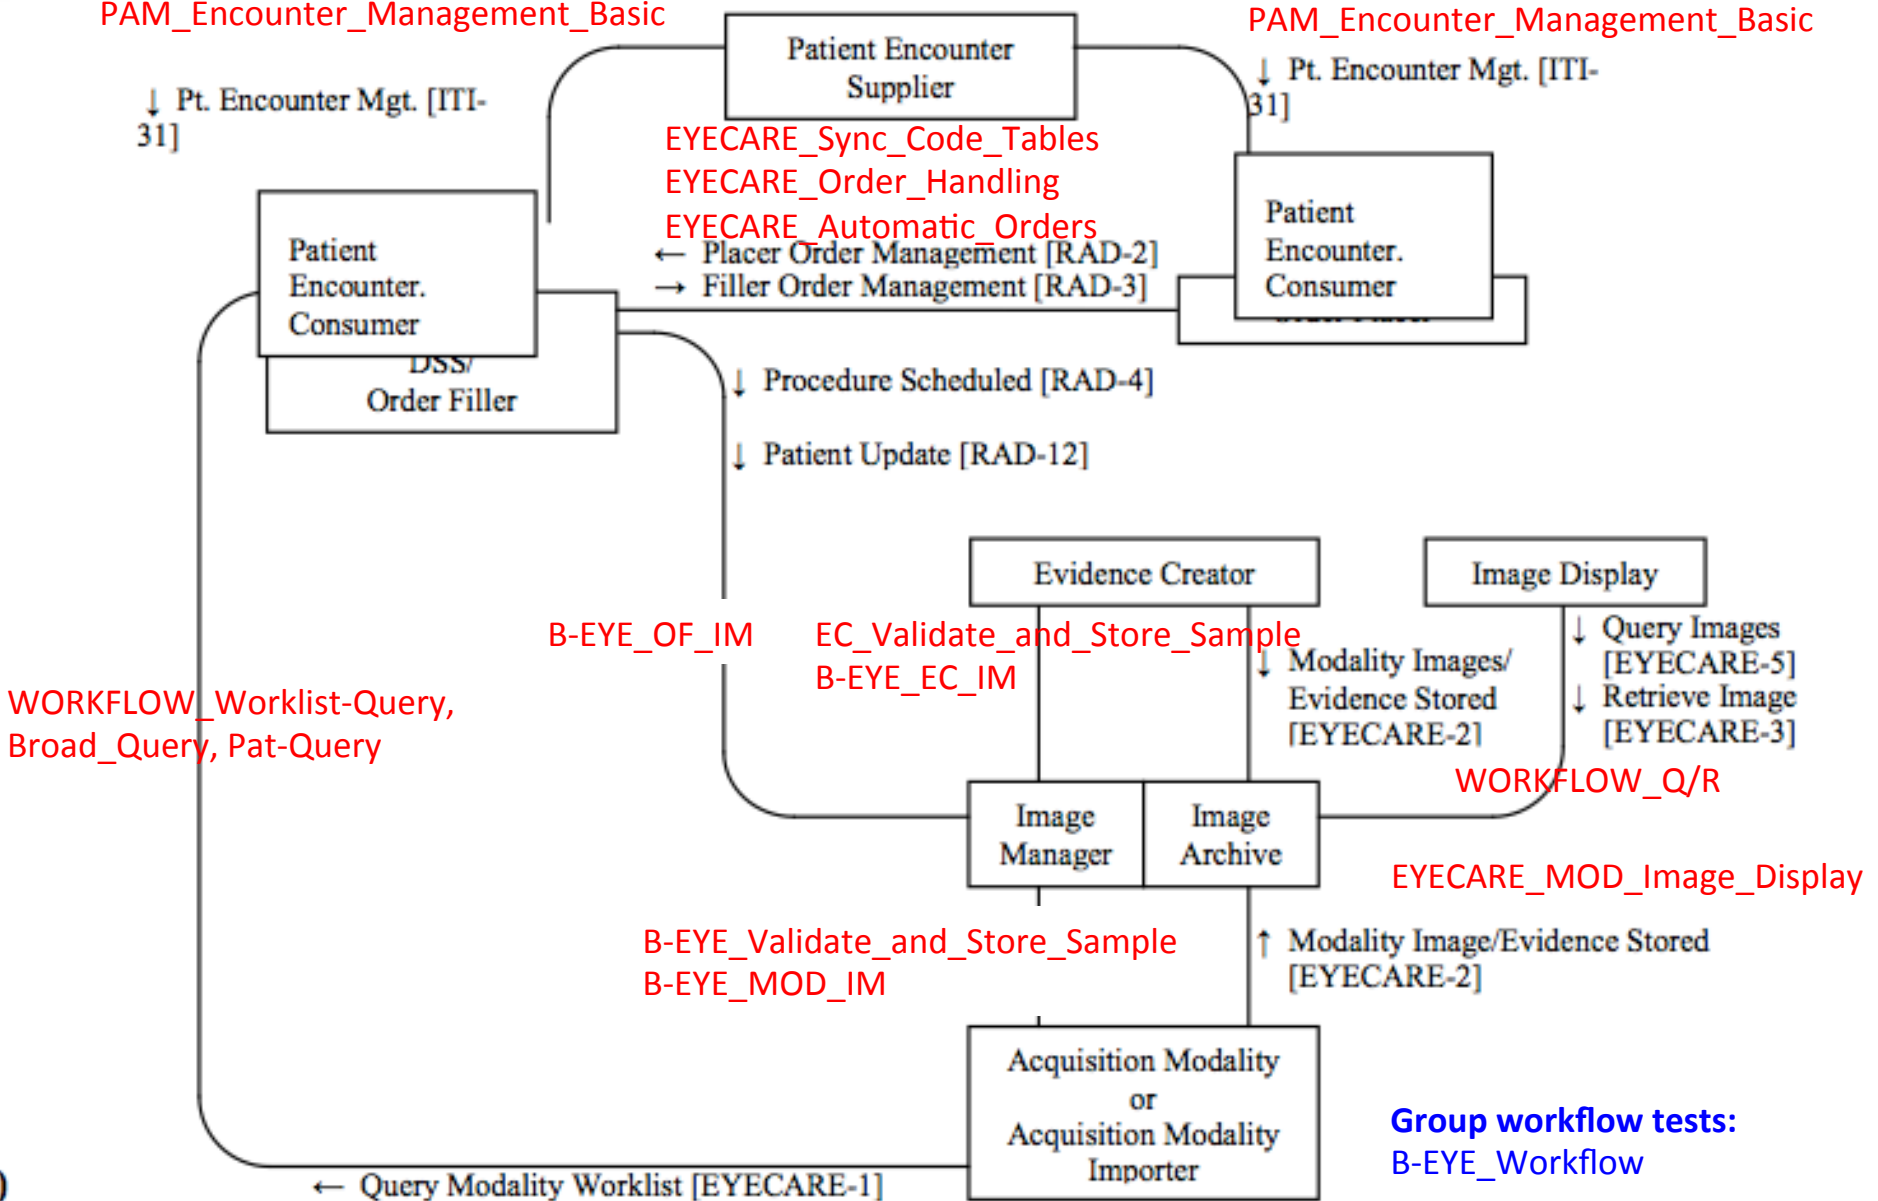 PAM_Encounter_Management_Basic
PAM_Encounter_Management_Basic
Patient Encounter
Supplier
↓ Pt. Encounter Mgt. [ITI-
31]
↓ Pt. Encounter Mgt. [ITI-
31]
EYECARE_Sync_Code_Tables
EYECARE_Order_Handling
EYECARE_Automatic_Orders
← Placer Order Management [RAD-2]
→ Filler Order Management [RAD-3]
Patient
Encounter.
Consumer
DSS/
Order Filler
Patient
Encounter.
Consumer
↓ Procedure Scheduled [RAD-4]
↓ Patient Update [RAD-12]
Evidence Creator
Image Display
B-EYE_OF_IM
EC_Validate_and_Store_Sample
B-EYE_EC_IM
↓ Modality Images/
Evidence Stored
[EYECARE-2]
↓ Query Images
[EYECARE-5]
↓ Retrieve Image
[EYECARE-3]
WORKFLOW_Worklist-Query,
Broad_Query, Pat-Query
WORKFLOW_Q/R
Image
Manager
Image
Archive
EYECARE_MOD_Image_Display
B-EYE_Validate_and_Store_Sample
B-EYE_MOD_IM
↑ Modality Image/Evidence Stored
[EYECARE-2]
Acquisition Modality
or
Acquisition Modality
Importer
Group workflow tests:
B-EYE_Workflow
← Query Modality Worklist [EYECARE-1]
)